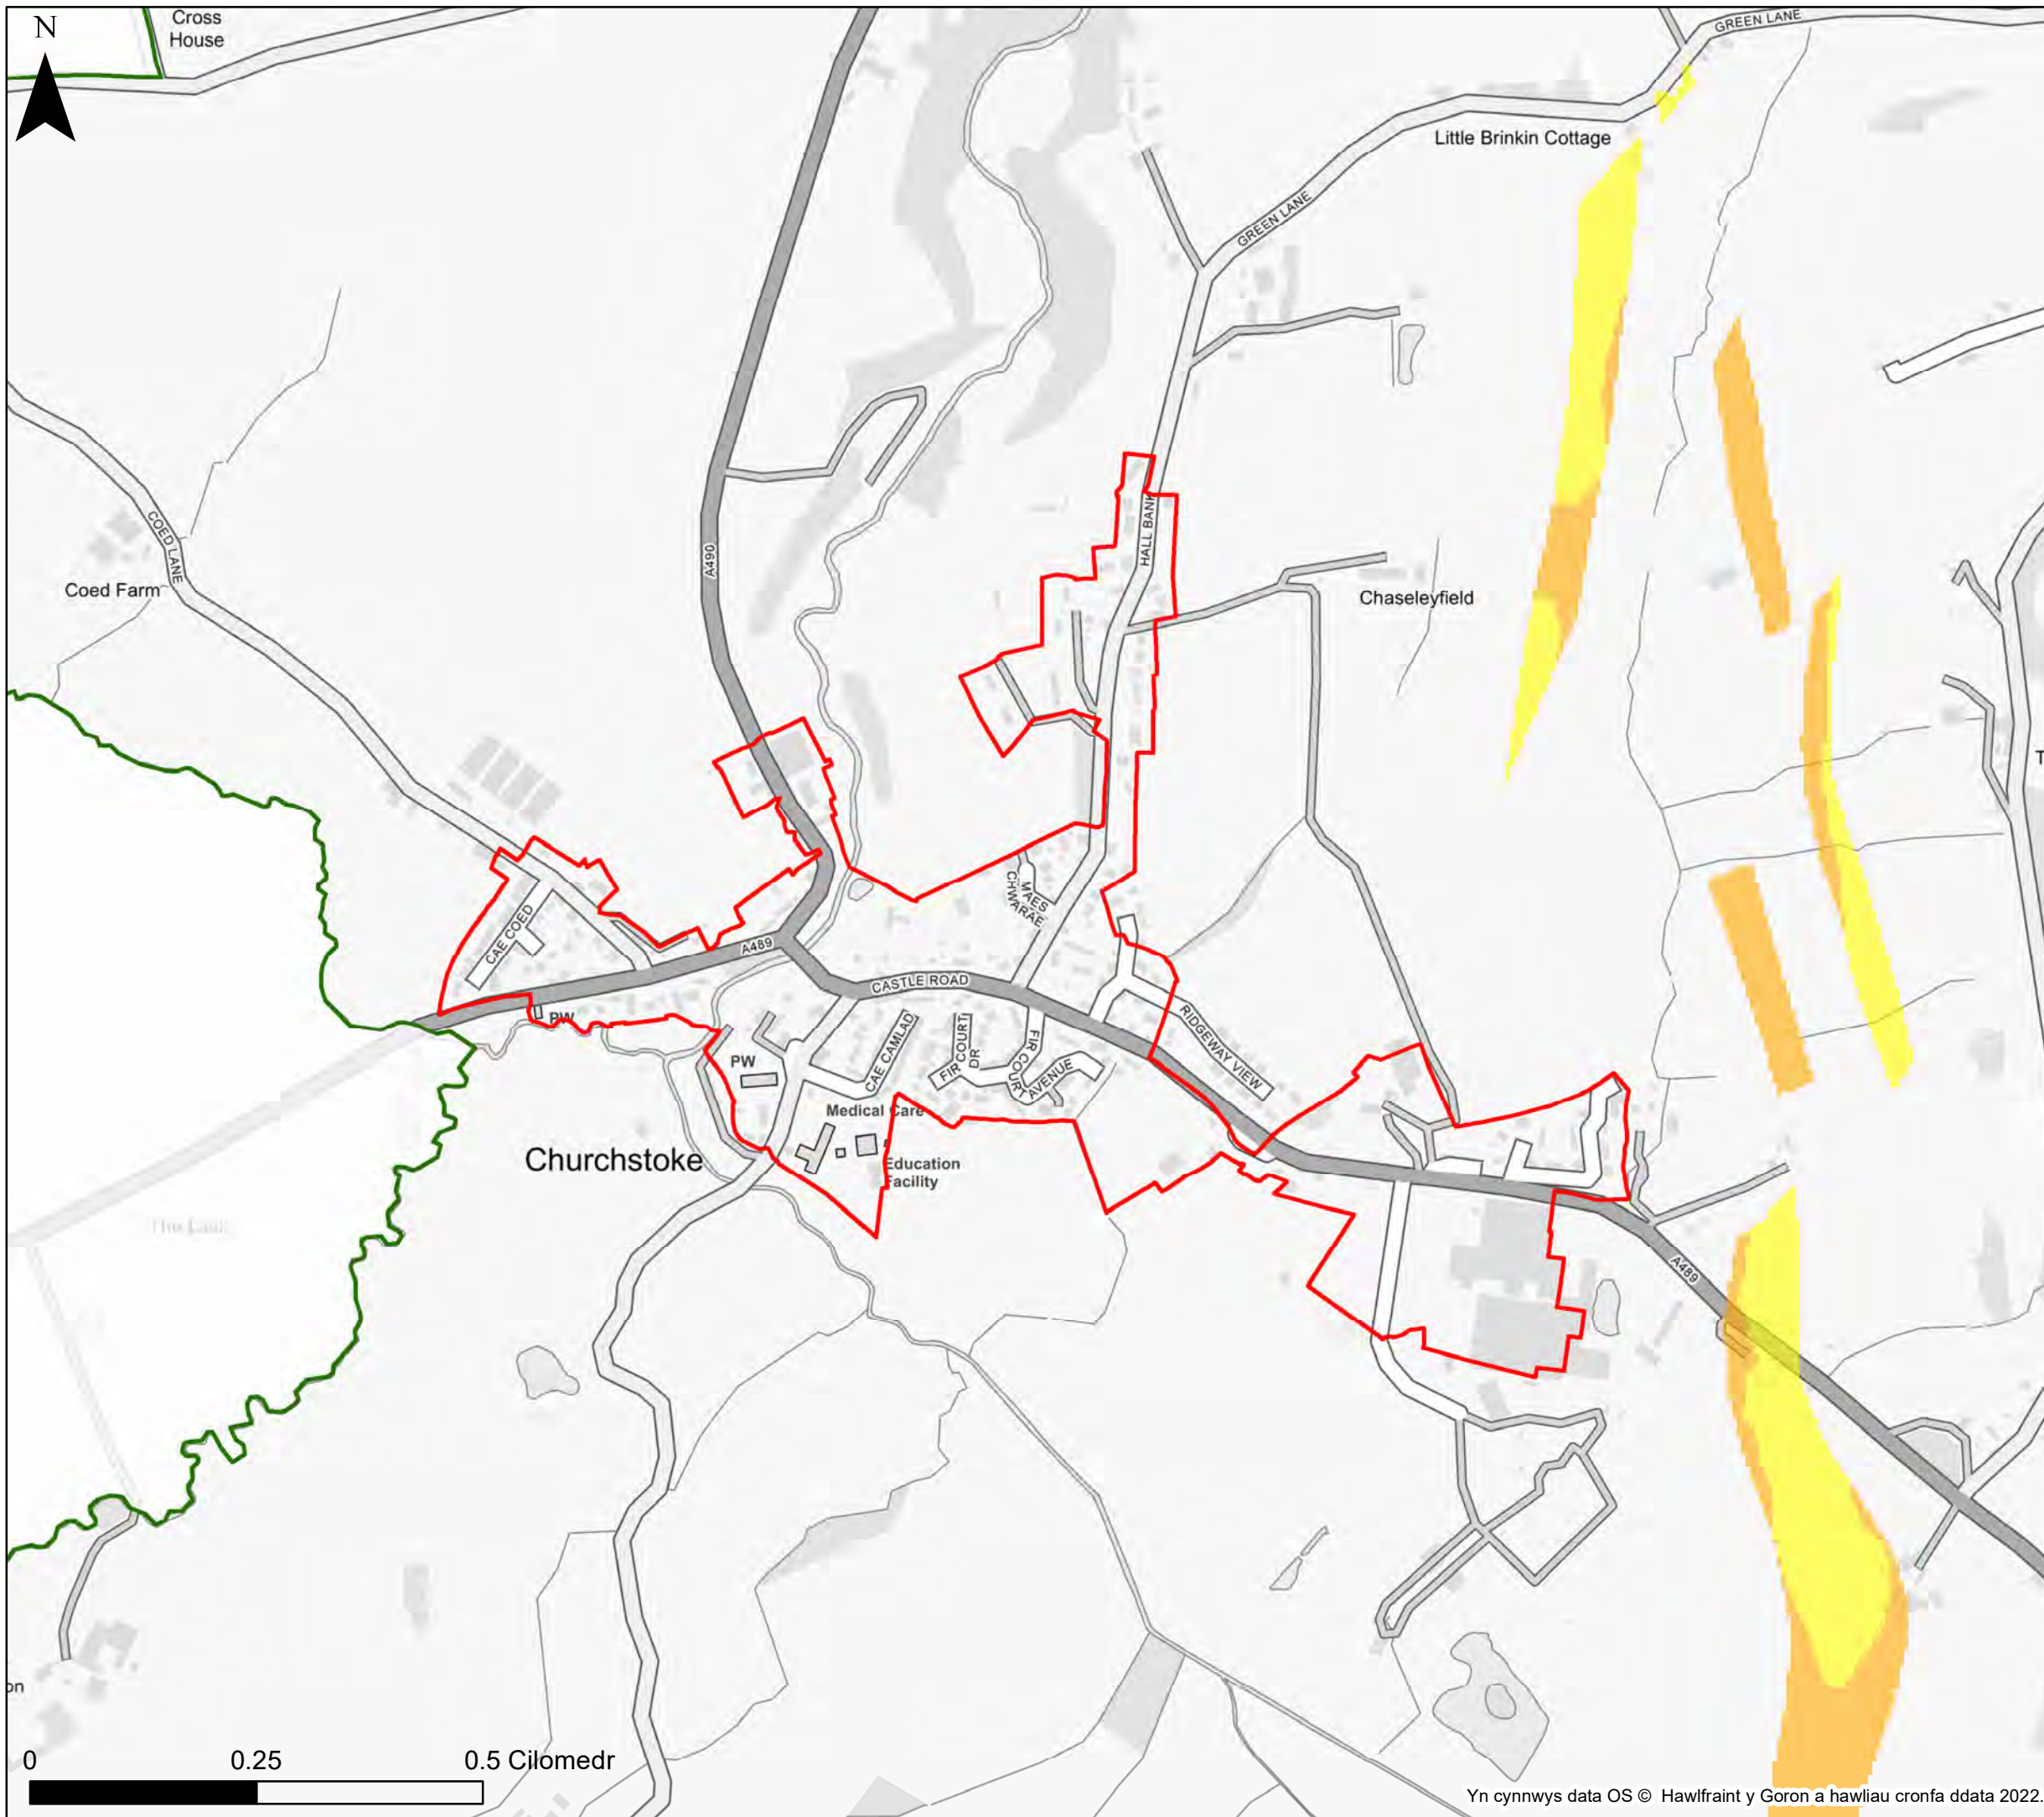 N
Cross
House
GREEN LANE
Little Brinkin Cottage
GREEN LANE
COED LANE
A490
HALL BANK
Coed Farm
Chaseleyfield
T
MAES
CHWARAE
CAE COED
A489
CASTLE ROAD
PW
PW
CAE CAMLAD
FIR COURT
DR
FIR COURT
AVENUE
RIDGEWAY VIEW
Medical Care
Churchstoke
Education
Facility
A489
on
0
0.25
0.5 Cilomedr
Yn cynnwys data OS © Hawlfraint y Goron a hawliau cronfa ddata 2022